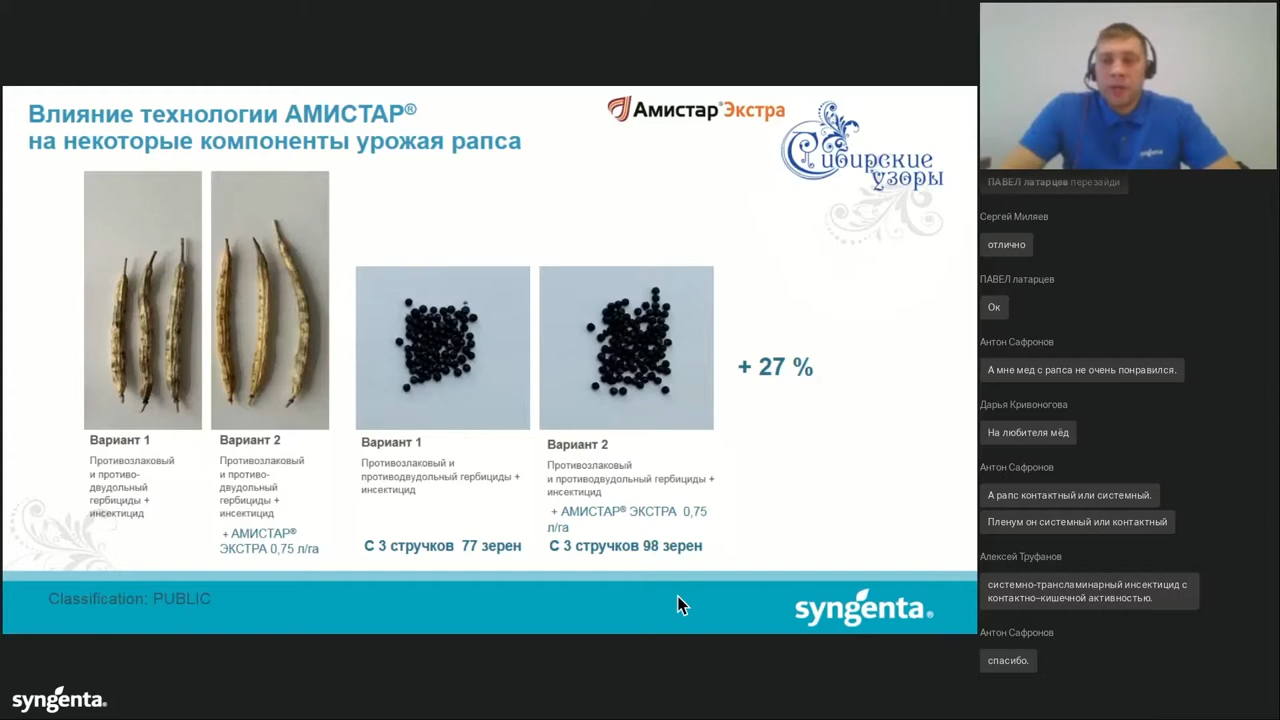 Влияние технологии АМИСТАР®
на некоторые компоненты урожая рапса
Амистар® Экстра
Сибирские
узоры
Вариант 1
Противозлаковый
и противо-
двудольный
гербициды +
инсектицид
Вариант 2
Противозлаковый
и противо-
двудольный
гербициды +
инсектицид
+ АМИСТАР®
ЭКСТРА 0,75 л/га
Вариант 1
Противозлаковый и
противодвудольный гербициды +
инсектицид
С 3 стручков 77 зерен
Вариант 2
Противозлаковый
и противодвудольный гербициды +
инсектицид
+ АМИСТАР® ЭКСТРА 0,75
л/га
С 3 стручков 98 зерен
+ 27 %
Classification: PUBLIC
syngenta®
syngenta®
syngenta
ПАВЕЛ латарцев перезайди
Сергей Миляев
отлично
ПАВЕЛ латарцев
Ок
Антон Сафронов
А мне мед с рапса не очень понравился.
Дарья Кривоногова
На любителя мёд
Антон Сафронов
А рапс контактный или системный.
Пленум он системный или контактный
Алексей Труфанов
системно-трансламинарный инсектицид с
контактно–кишечной активностью.
Антон Сафронов
спасибо.